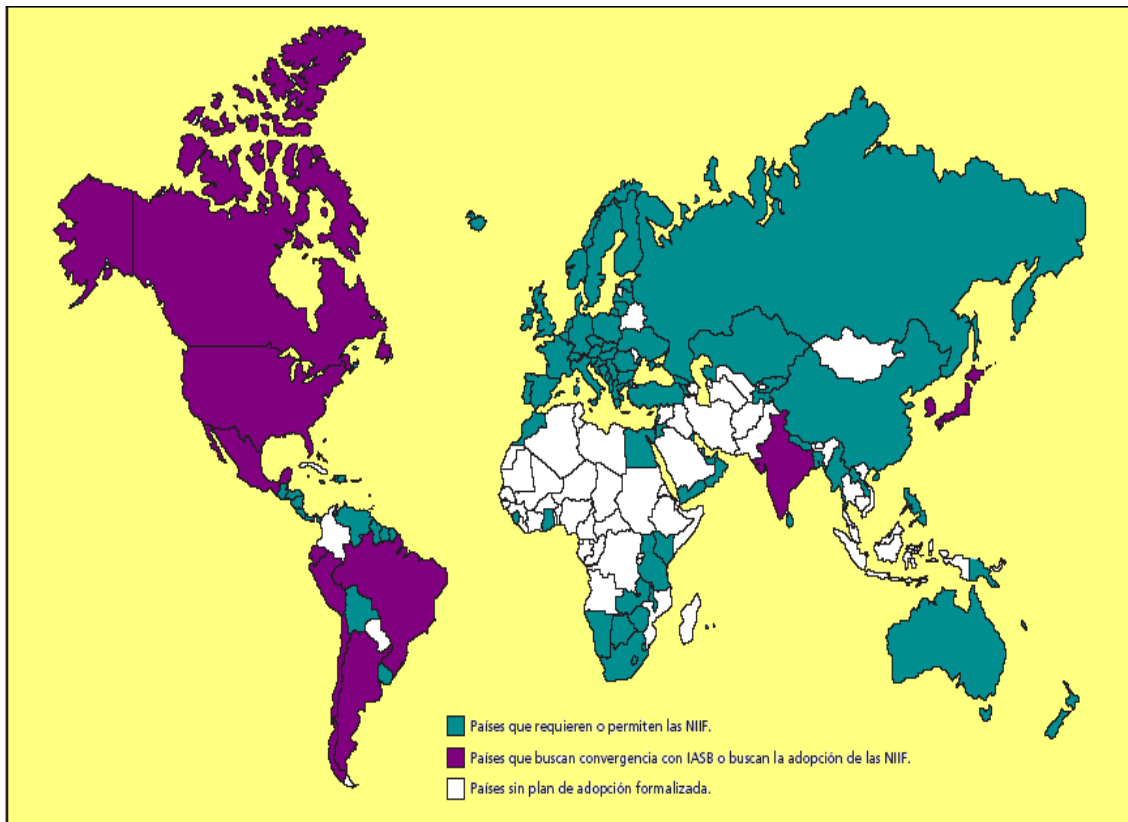 Países que requieren o permiten las NIIF.
Países que buscan convergencia con IASB o buscan la adopción de las NIIF.
Países sin plan de adopción formalizada.